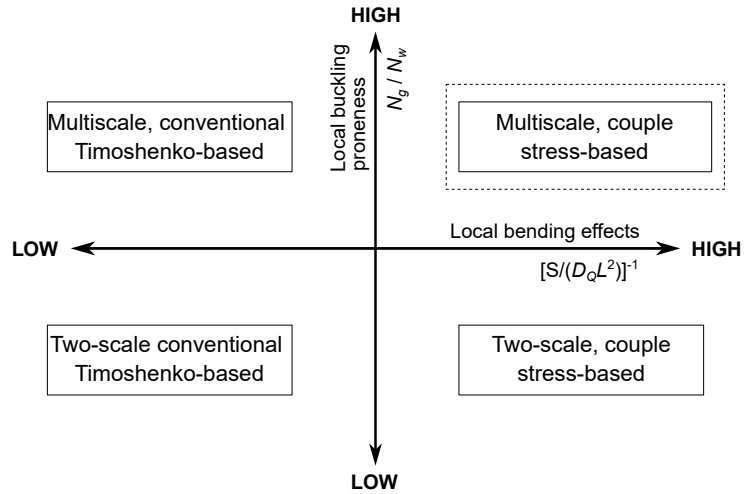 HIGH
Local buckling
proneness
N_g / N_w
Multiscale, conventional
Timoshenko-based
Multiscale, couple
stress-based
LOW
Local bending effects
HIGH
[S/(D_Q L²)]⁻¹
Two-scale conventional
Timoshenko-based
Two-scale, couple
stress-based
LOW